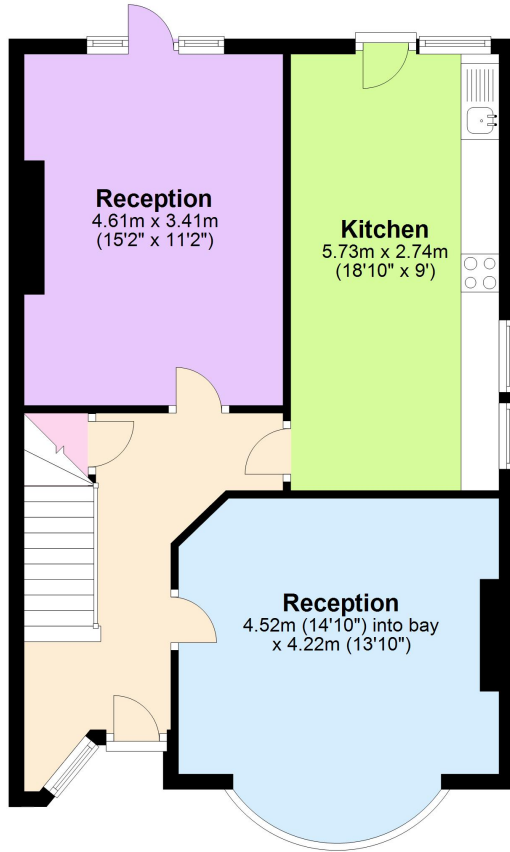 Reception
4.61m x 3.41m
(15'2" x 11'2")
Kitchen
5.73m x 2.74m
(18'10" x 9')
Reception
4.52m (14'10") into bay
x 4.22m (13'10")